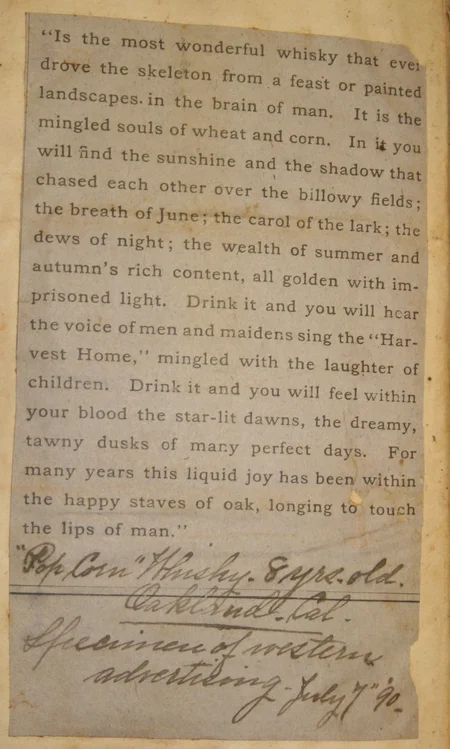 "Is the most wonderful whisky that ever
drove the skeleton from a feast or painted
landscapes. in the brain of man. It is the
mingled souls of wheat and corn. In it you
will find the sunshine and the shadow that
chased each other over the billowy fields;
the breath of June; the carol of the lark; the
dews of night; the wealth of summer and
autumn's rich content, all golden with im-
prisoned light. Drink it and you will hear
the voice of men and maidens sing the "Har-
vest Home," mingled with the laughter of
children. Drink it and you will feel within
your blood the star-lit dawns, the dreamy,
tawny dusks of many perfect days. For
many years this liquid joy has been within
the happy staves of oak, longing to touch
the lips of man."
"Pop Corn" Whisky - 8 yrs. old.
Oakland - Cal.
Specimen of western
advertising - July 7" '90 -